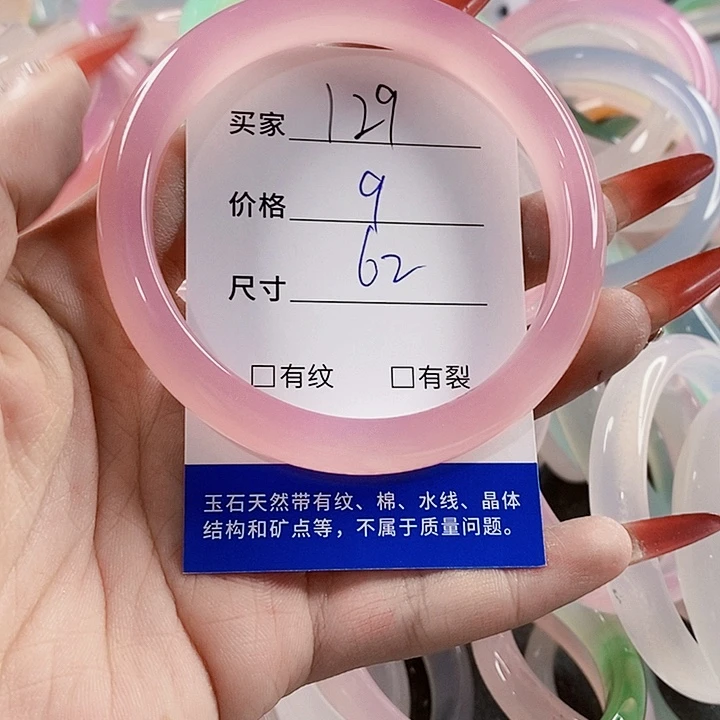 买家 129
价格 9
尺寸 62
□有纹 □有裂
玉石天然带有纹、棉、水线、晶体
结构和矿点等，不属于质量问题。